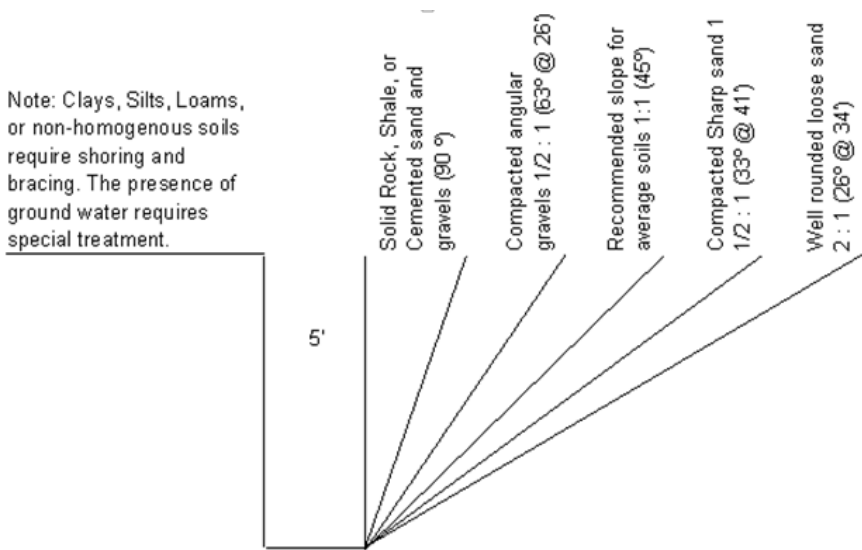 Note: Clays, Silts, Loams,
or non-homogenous soils
require shoring and
bracing. The presence of
ground water requires
special treatment.
5'
Solid Rock, Shale, or
Cemented sand and
gravels (90 º)
Compacted angular
gravels 1/2 : 1 (63º @ 26')
Recommended slope for
average soils 1:1 (45º)
Compacted Sharp sand 1
1/2 : 1 (33º @ 41')
Well rounded loose sand
2 : 1 (26º @ 34')